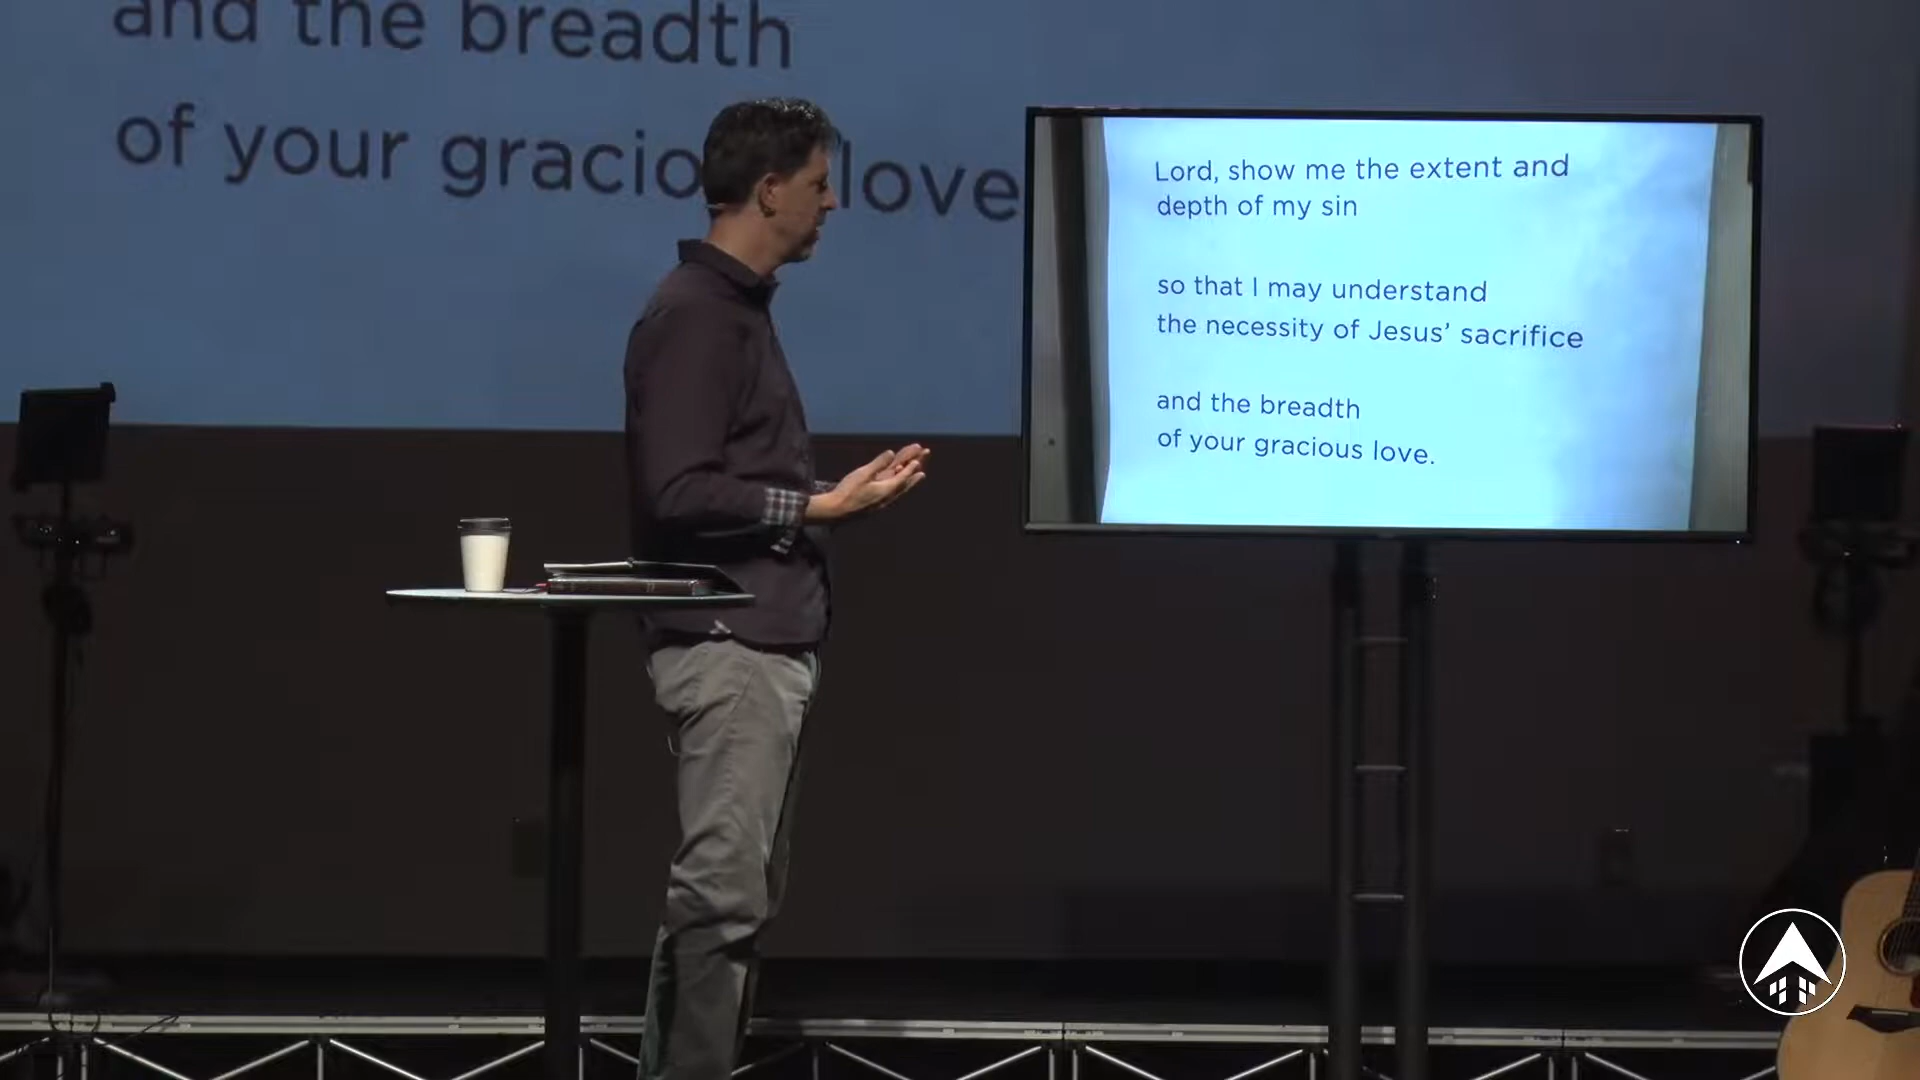 and the breadth
of your gracio love
Lord, show me the extent and
depth of my sin
so that I may understand
the necessity of Jesus’ sacrifice
and the breadth
of your gracious love.